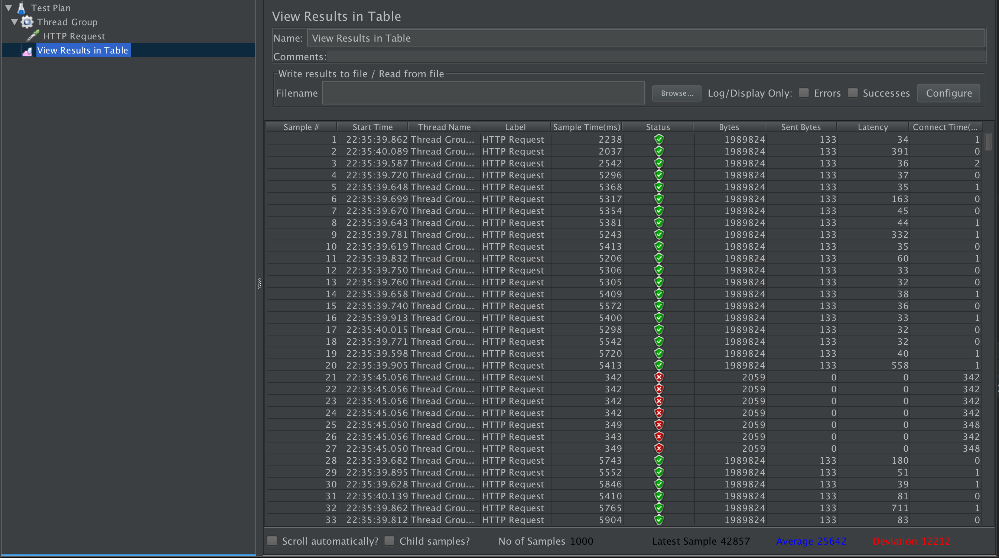 Test Plan
Thread Group
HTTP Request
View Results in Table
View Results in Table
Name: View Results in Table
Comments:
Write results to file / Read from file
Filename Browse... Log/Display Only: Errors Successes Configure
Sample # Start Time Thread Name Label Sample Time(ms) Status Bytes Sent Bytes Latency Connect Time(...
1 22:35:39.862 Thread Grou... HTTP Request 2238 1989824 133 34 1
2 22:35:40.089 Thread Grou... HTTP Request 2037 1989824 133 391 0
3 22:35:39.587 Thread Grou... HTTP Request 2542 1989824 133 36 2
4 22:35:39.720 Thread Grou... HTTP Request 5296 1989824 133 37 0
5 22:35:39.648 Thread Grou... HTTP Request 5368 1989824 133 35 1
6 22:35:39.699 Thread Grou... HTTP Request 5317 1989824 133 163 0
7 22:35:39.670 Thread Grou... HTTP Request 5354 1989824 133 45 0
8 22:35:39.643 Thread Grou... HTTP Request 5381 1989824 133 44 1
9 22:35:39.781 Thread Grou... HTTP Request 5243 1989824 133 332 1
10 22:35:39.619 Thread Grou... HTTP Request 5413 1989824 133 35 0
11 22:35:39.832 Thread Grou... HTTP Request 5206 1989824 133 60 1
12 22:35:39.750 Thread Grou... HTTP Request 5306 1989824 133 33 0
13 22:35:39.760 Thread Grou... HTTP Request 5305 1989824 133 32 0
14 22:35:39.658 Thread Grou... HTTP Request 5409 1989824 133 38 1
15 22:35:39.740 Thread Grou... HTTP Request 5572 1989824 133 36 0
16 22:35:39.913 Thread Grou... HTTP Request 5400 1989824 133 33 1
17 22:35:40.015 Thread Grou... HTTP Request 5298 1989824 133 32 0
18 22:35:39.771 Thread Grou... HTTP Request 5542 1989824 133 32 0
19 22:35:39.598 Thread Grou... HTTP Request 5720 1989824 133 40 1
20 22:35:39.905 Thread Grou... HTTP Request 5413 1989824 133 558 1
21 22:35:45.056 Thread Grou... HTTP Request 342 2059 0 0 342
22 22:35:45.056 Thread Grou... HTTP Request 342 2059 0 0 342
23 22:35:45.056 Thread Grou... HTTP Request 342 2059 0 0 342
24 22:35:45.056 Thread Grou... HTTP Request 342 2059 0 0 342
25 22:35:45.050 Thread Grou... HTTP Request 349 2059 0 0 348
26 22:35:45.056 Thread Grou... HTTP Request 343 2059 0 0 342
27 22:35:45.050 Thread Grou... HTTP Request 349 2059 0 0 348
28 22:35:39.682 Thread Grou... HTTP Request 5743 1989824 133 180 0
29 22:35:39.895 Thread Grou... HTTP Request 5552 1989824 133 51 1
30 22:35:39.628 Thread Grou... HTTP Request 5846 1989824 133 39 1
31 22:35:40.139 Thread Grou... HTTP Request 5410 1989824 133 81 0
32 22:35:39.862 Thread Grou... HTTP Request 5765 1989824 133 711 1
33 22:35:39.812 Thread Grou... HTTP Request 5904 1989824 133 83 0
Scroll automatically? Child samples? No of Samples 1000 Latest Sample 42857 Average 25642 Deviation 12212